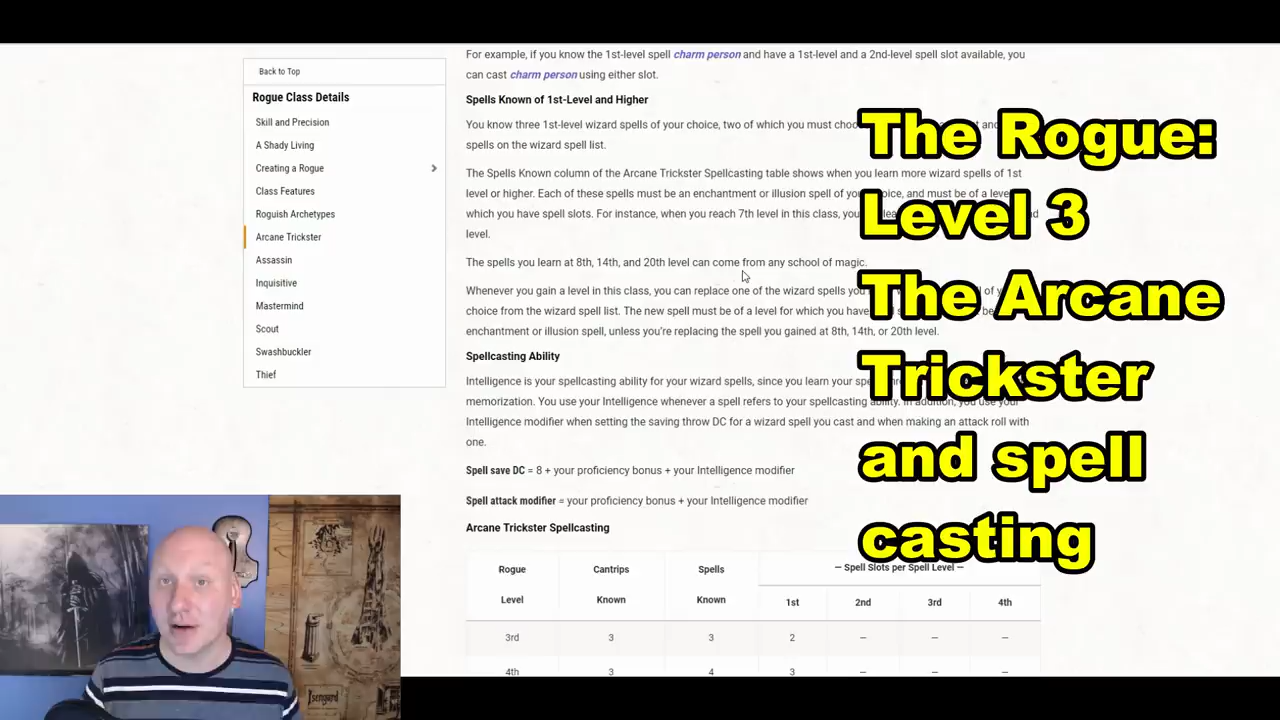 For example, if you know the 1st-level spell charm person and have a 1st-level and a 2nd-level spell slot available, you
can cast charm person using either slot.
Back to Top
Rogue Class Details
Skill and Precision
A Shady Living
Creating a Rogue
Class Features
Roguish Archetypes
Arcane Trickster
Assassin
Inquisitive
Mastermind
Scout
Swashbuckler
Thief
Spells Known of 1st-Level and Higher
You know three 1st-level wizard spells of your choice, two of which you must
spells on the wizard spell list.
The Spells Known column of the Arcane Trickster Spellcasting table shows when you learn more wizard spells of 1st
level or higher. Each of these spells must be an enchantment or illusion spell of your choice, and must be of a level
which you have spell slots. For instance, when you reach 7th level in this class, you
level.
The spells you learn at 8th, 14th, and 20th level can come from any school of magic.
Whenever you gain a level in this class, you can replace one of the wizard spells you
choice from the wizard spell list. The new spell must be of a level for which you have
enchantment or illusion spell, unless you're replacing the spell you gained at 8th, 14th, or 20th level.
Spellcasting Ability
Intelligence is your spellcasting ability for your wizard spells, since you learn your
memorization. You use your Intelligence whenever a spell refers to your spellcasting ability. In addition, you use your
Intelligence modifier when setting the saving throw DC for a wizard spell you cast and when making an attack roll with
one.
Spell save DC = 8 + your proficiency bonus + your Intelligence modifier
Spell attack modifier = your proficiency bonus + your Intelligence modifier
Arcane Trickster Spellcasting
Rogue Level
Cantrips Known
Spells Known
— Spell Slots per Spell Level —
1st 2nd 3rd 4th
3rd 3 3 2 — — —
4th 3 4 3 — — —
The Rogue:
Level 3
The Arcane
Trickster
and spell
casting
Isengard